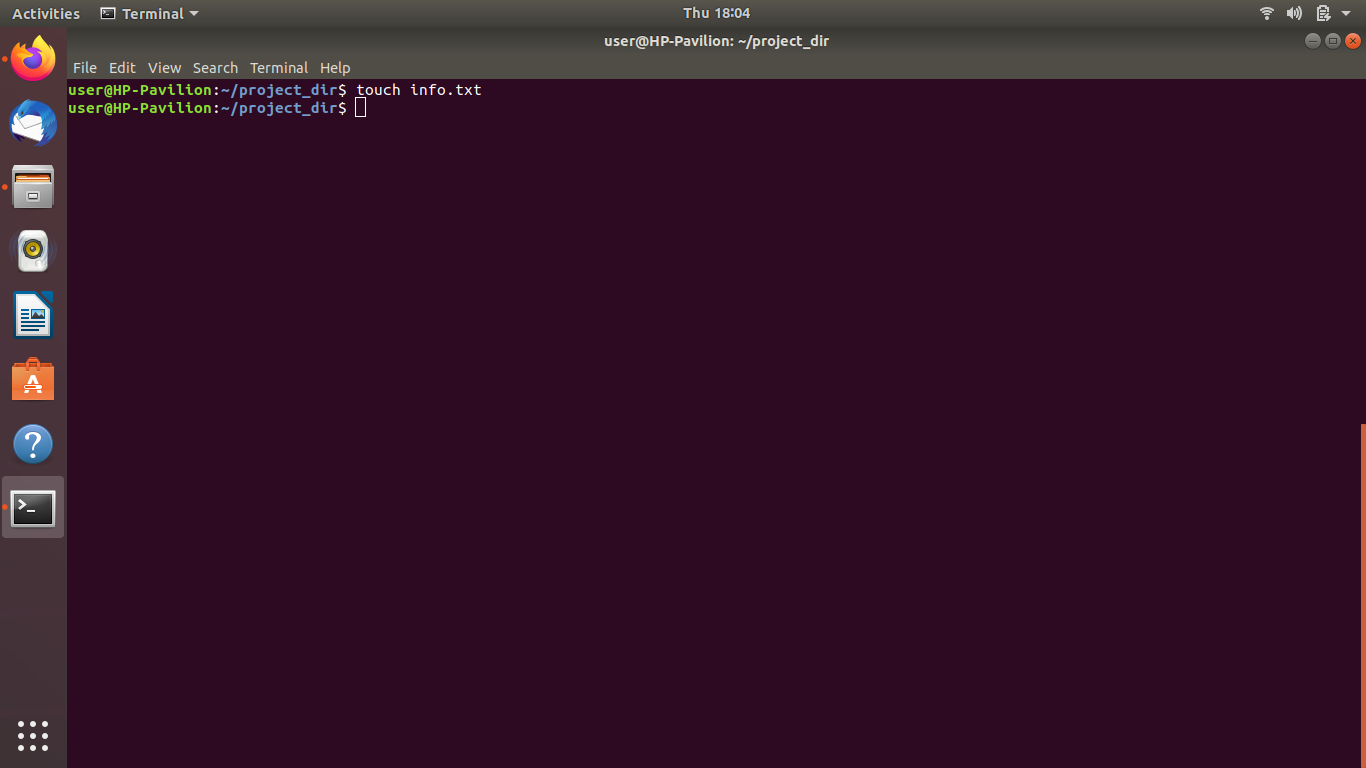 Activities Terminal Thu 18:04
user@HP-Pavilion: ~/project_dir
File Edit View Search Terminal Help
user@HP-Pavilion:~/project_dir$ touch info.txt
user@HP-Pavilion:~/project_dir$